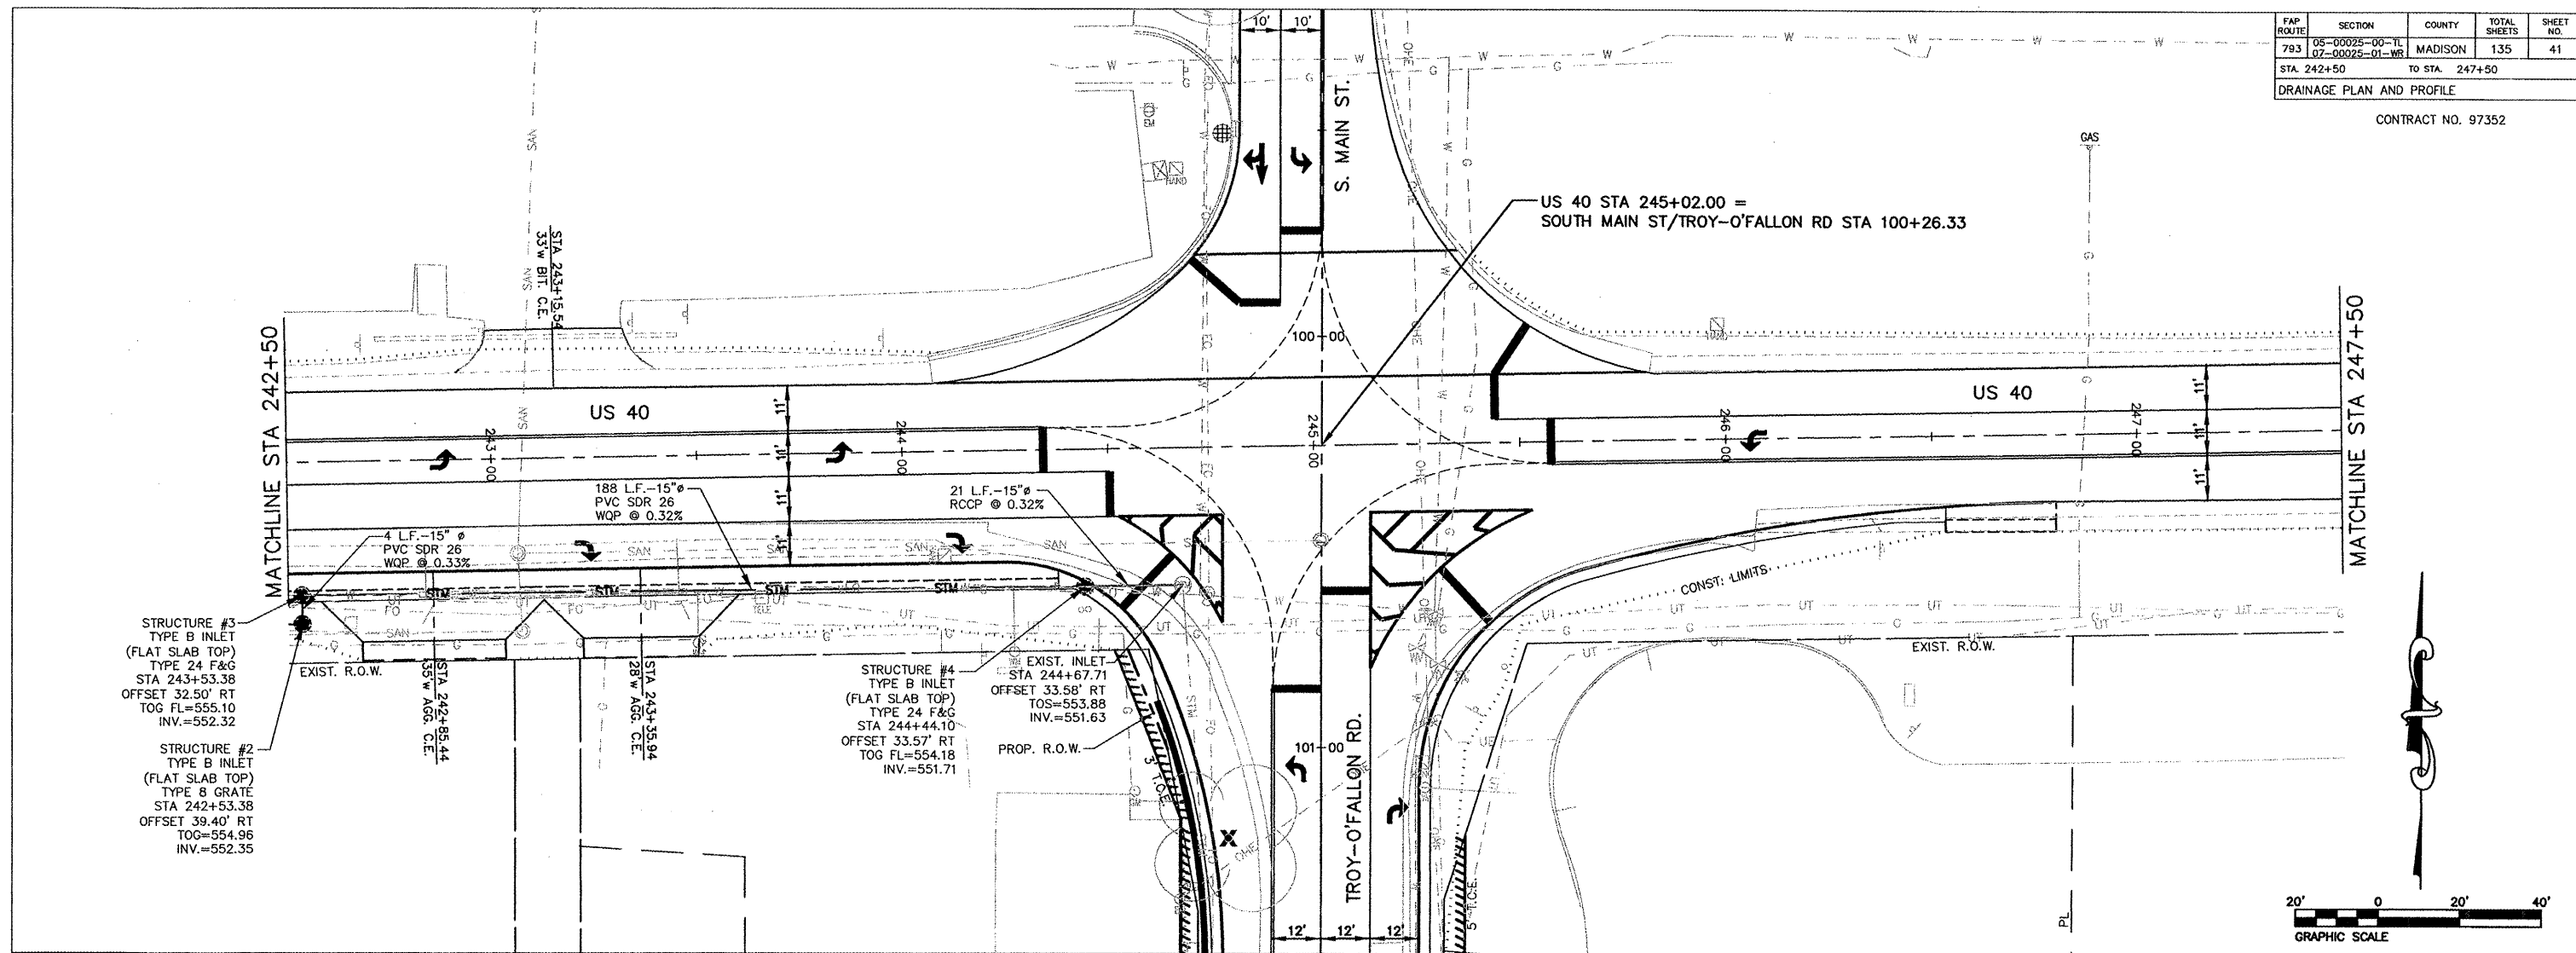 FAP ROUTE
SECTION
COUNTY
TOTAL SHEETS
SHEET NO.
793
05-00025-00-TL
07-00025-01-WR
MADISON
135
41
STA. 242+50 TO STA. 247+50
DRAINAGE PLAN AND PROFILE
CONTRACT NO. 97352
10' 10'
S. MAIN ST.
GAS
US 40 STA 245+02.00 =
SOUTH MAIN ST/TROY-O'FALLON RD STA 100+26.33
STA 243+15.54
33'w BIT. C.E.
MATCHLINE STA 242+50
MATCHLINE STA 247+50
US 40
US 40
100+00
243+00
244+00
245+00
246+00
247+00
11'
11'
11'
11'
11'
11'
11'
188 L.F.-15"ø
PVC SDR 26
WQP @ 0.32%
21 L.F.-15"ø
RCCP @ 0.32%
4 L.F.-15" ø
PVC SDR 26
WQP @ 0.33%
STM STM STM STM
CONST. LIMITS
STRUCTURE #3
TYPE B INLET
(FLAT SLAB TOP)
TYPE 24 F&G
STA 243+53.38
OFFSET 32.50' RT
TOG FL=555.10
INV.=552.32
STRUCTURE #2
TYPE B INLET
(FLAT SLAB TOP)
TYPE 8 GRATE
STA 242+53.38
OFFSET 39.40' RT
TOG=554.96
INV.=552.35
EXIST. R.O.W.
STA 242+85.44
35'w AGG. C.E.
STA 243+35.94
28'w AGG. C.E.
STRUCTURE #4
TYPE B INLET
(FLAT SLAB TOP)
TYPE 24 F&G
STA 244+44.10
OFFSET 33.57' RT
TOG FL=554.18
INV.=551.71
EXIST. INLET
STA 244+67.71
OFFSET 33.58' RT
TOS=553.88
INV.=551.63
PROP. R.O.W.
3' T.C.E.
X
101+00
TROY-O'FALLON RD.
12' 12' 12'
5' T.C.E.
EXIST. R.O.W.
PL
20' 0 20' 40'
GRAPHIC SCALE